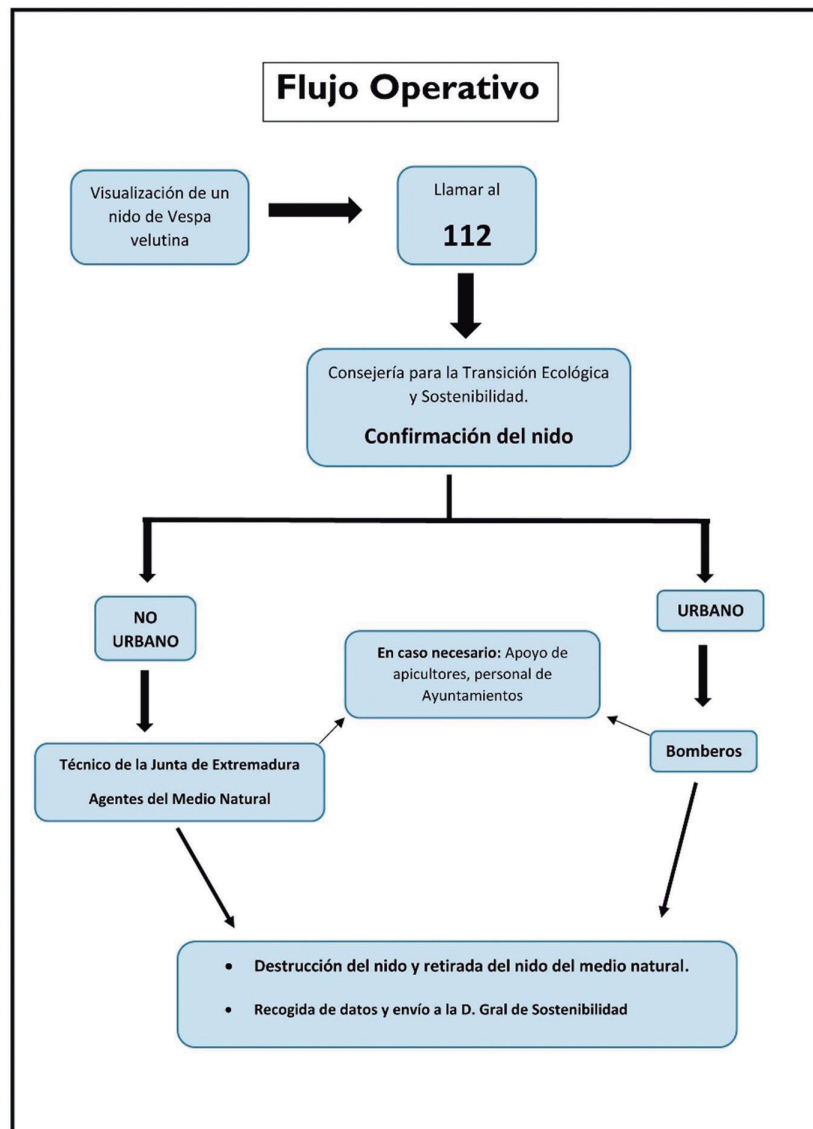 Flujo Operativo
Visualización de un
nido de Vespa
velutina
Llamar al
112
Consejería para la Transición Ecológica
y Sostenibilidad.
Confirmación del nido
NO
URBANO
URBANO
En caso necesario: Apoyo de
apicultores, personal de
Ayuntamientos
Técnico de la Junta de Extremadura
Agentes del Medio Natural
Bomberos
• Destrucción del nido y retirada del nido del medio natural.
• Recogida de datos y envío a la D. Gral de Sostenibilidad